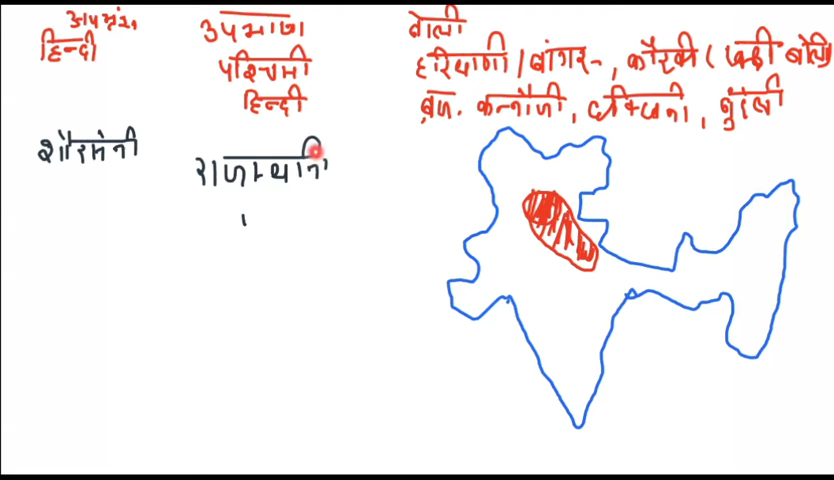 अपभ्रंश
हिन्दी
शौरसेनी
उपभाषा
पश्चिमी
हिन्दी
राजस्थानी
बोली
हरियाणी / बांगरू, कौरवी ( खड़ी बोली
ब्रज. कन्नौजी, दक्खिनी, बुंदेली